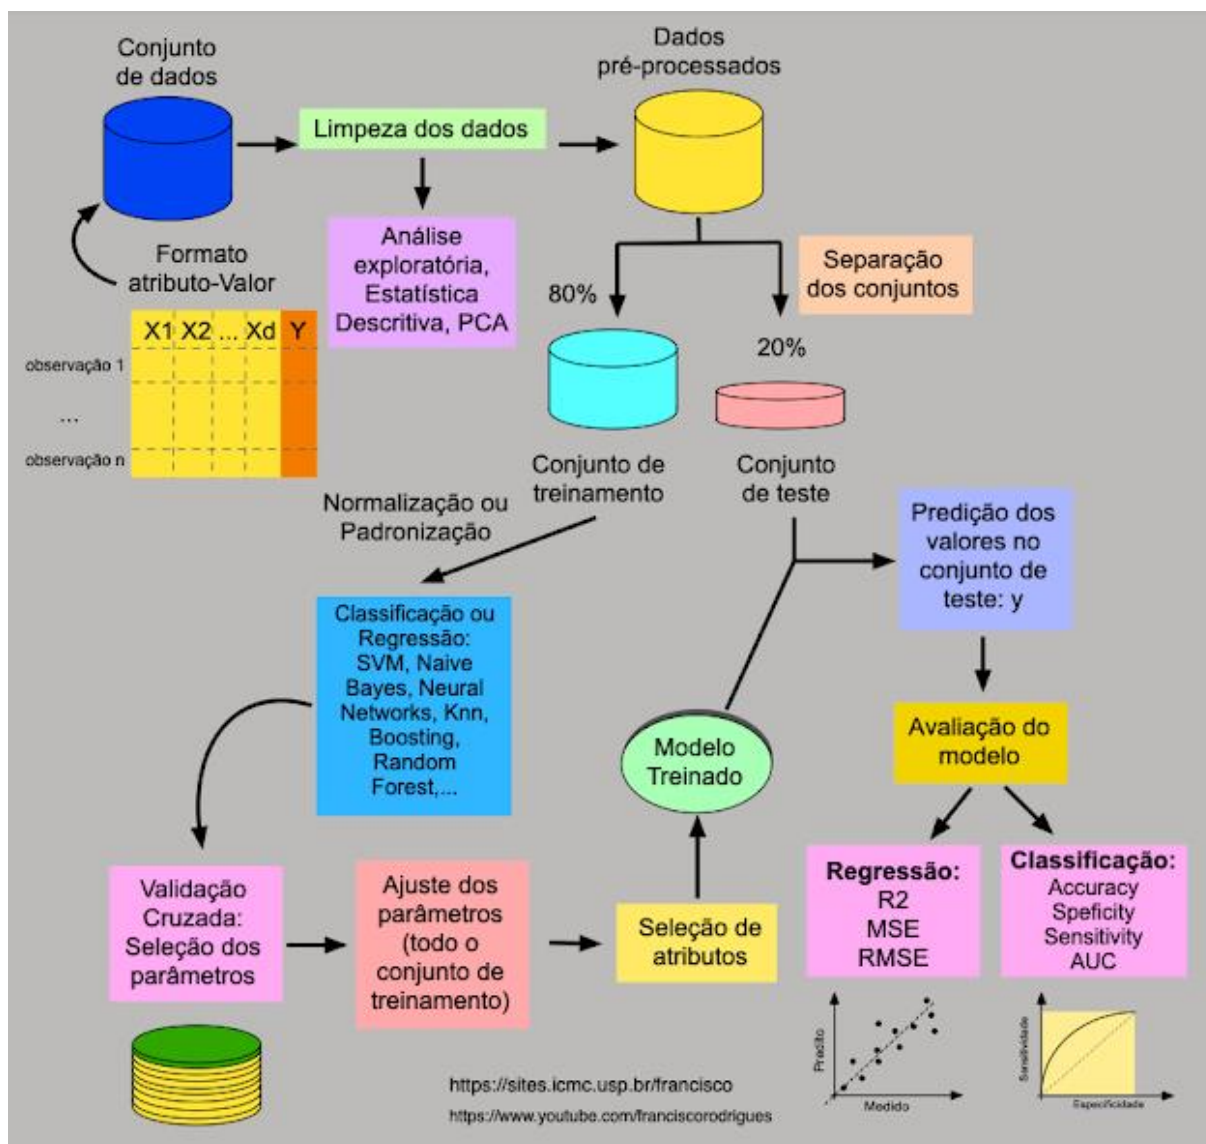 Conjunto
de dados
Limpeza dos dados
Dados
pré-processados
Análise
exploratória,
Estatística
Descritiva, PCA
Formato
atributo-Valor
X1 X2 ... Xd Y
observação 1
...
observação n
Separação
dos conjuntos
80%
20%
Conjunto de
treinamento
Conjunto
de teste
Normalização ou
Padronização
Classificação ou
Regressão:
SVM, Naive
Bayes, Neural
Networks, Knn,
Boosting,
Random
Forest,...
Predição dos
valores no
conjunto de
teste: y
Modelo
Treinado
Avaliação do
modelo
Validação
Cruzada:
Seleção dos
parâmetros
Ajuste dos
parâmetros
(todo o
conjunto de
treinamento)
Seleção de
atributos
Regressão:
R2
MSE
RMSE
Classificação:
Accuracy
Speficity
Sensitivity
AUC
Predito
Medido
Sensitividade
Especificidade
https://sites.icmc.usp.br/francisco
https://www.youtube.com/franciscorodrigues